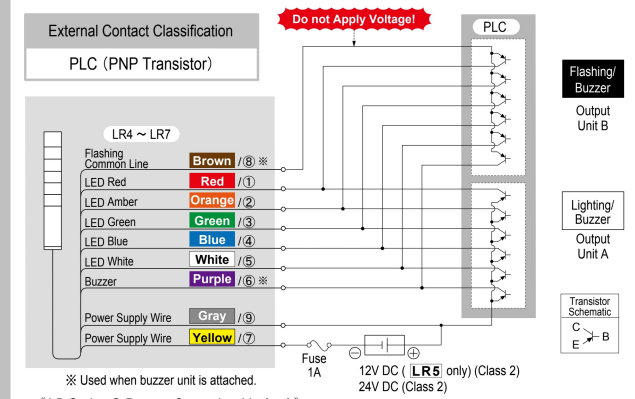 External Contact Classification
PLC (PNP Transistor)
Do not Apply Voltage!
PLC
Flashing/
Buzzer
Output
Unit B
LR4 ~ LR7
Flashing
Common Line
Brown /⑧ ※
LED Red Red /①
LED Amber Orange /②
LED Green Green /③
LED Blue Blue /④
LED White White /⑤
Buzzer Purple /⑥ ※
Power Supply Wire Gray /⑨
Power Supply Wire Yellow /⑦
Lighting/
Buzzer
Output
Unit A
Transistor
Schematic
C
B
E
Fuse
1A
⊖ ⊕
12V DC ( LR5 only) (Class 2)
24V DC (Class 2)
※ Used when buzzer unit is attached.